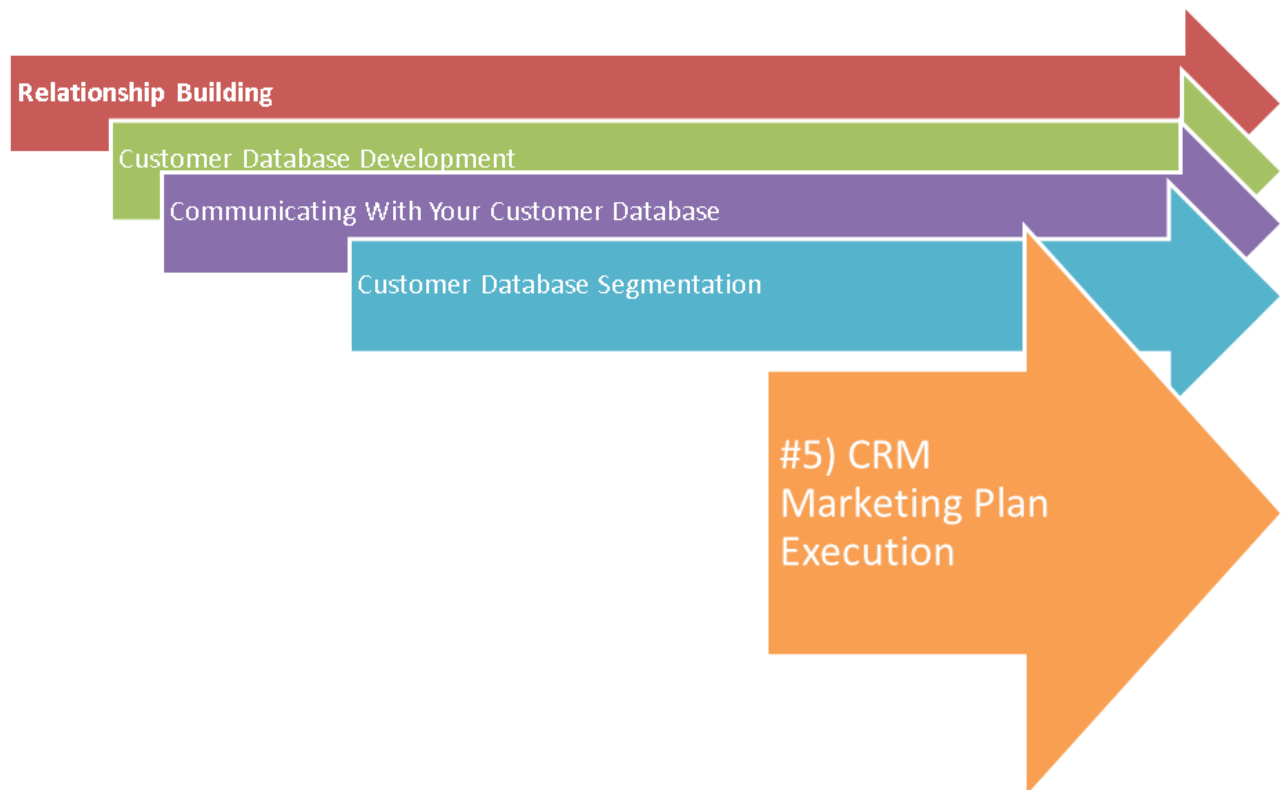 Relationship Building
Customer Database Development
Communicating With Your Customer Database
Customer Database Segmentation
#5) CRM
Marketing Plan
Execution